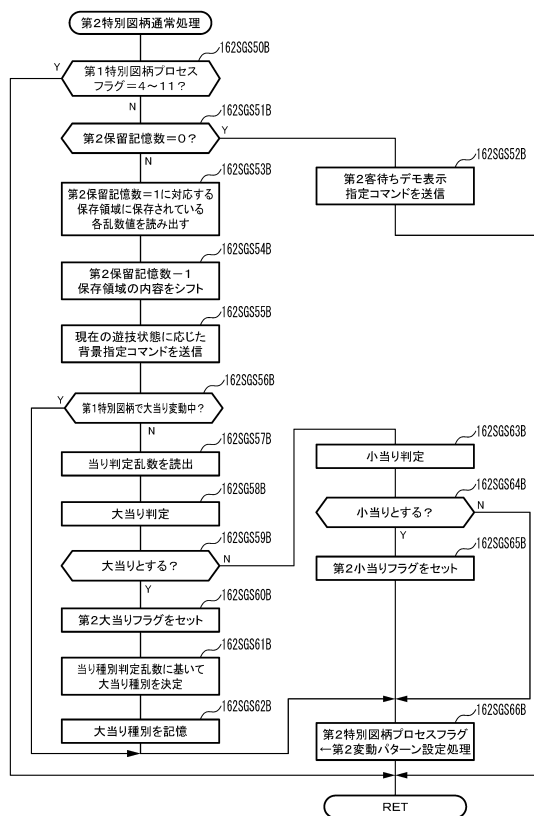 第2特別図柄通常処理
162SGS50B
第1特別図柄プロセス
フラグ=4～11?
Y
N
162SGS51B
第2保留記憶数=0?
Y
N
162SGS52B
第2客待ちデモ表示
指定コマンドを送信
162SGS53B
第2保留記憶数=1に対応する
保存領域に保存されている
各乱数値を読み出す
162SGS54B
第2保留記憶数-1
保存領域の内容をシフト
162SGS55B
現在の遊技状態に応じた
背景指定コマンドを送信
162SGS56B
第1特別図柄で大当り変動中?
Y
N
162SGS57B
当り判定乱数を読出
162SG58B
大当り判定
162SGS59B
大当りとする?
N
Y
162SGS60B
第2大当りフラグをセット
162SGS61B
当り種別判定乱数に基いて
大当り種別を決定
162SGS62B
大当り種別を記憶
162SGS63B
小当り判定
162SGS64B
小当りとする?
N
Y
162SGS65B
第2小当りフラグをセット
162SGS66B
第2特別図柄プロセスフラグ
←第2変動パターン設定処理
RET